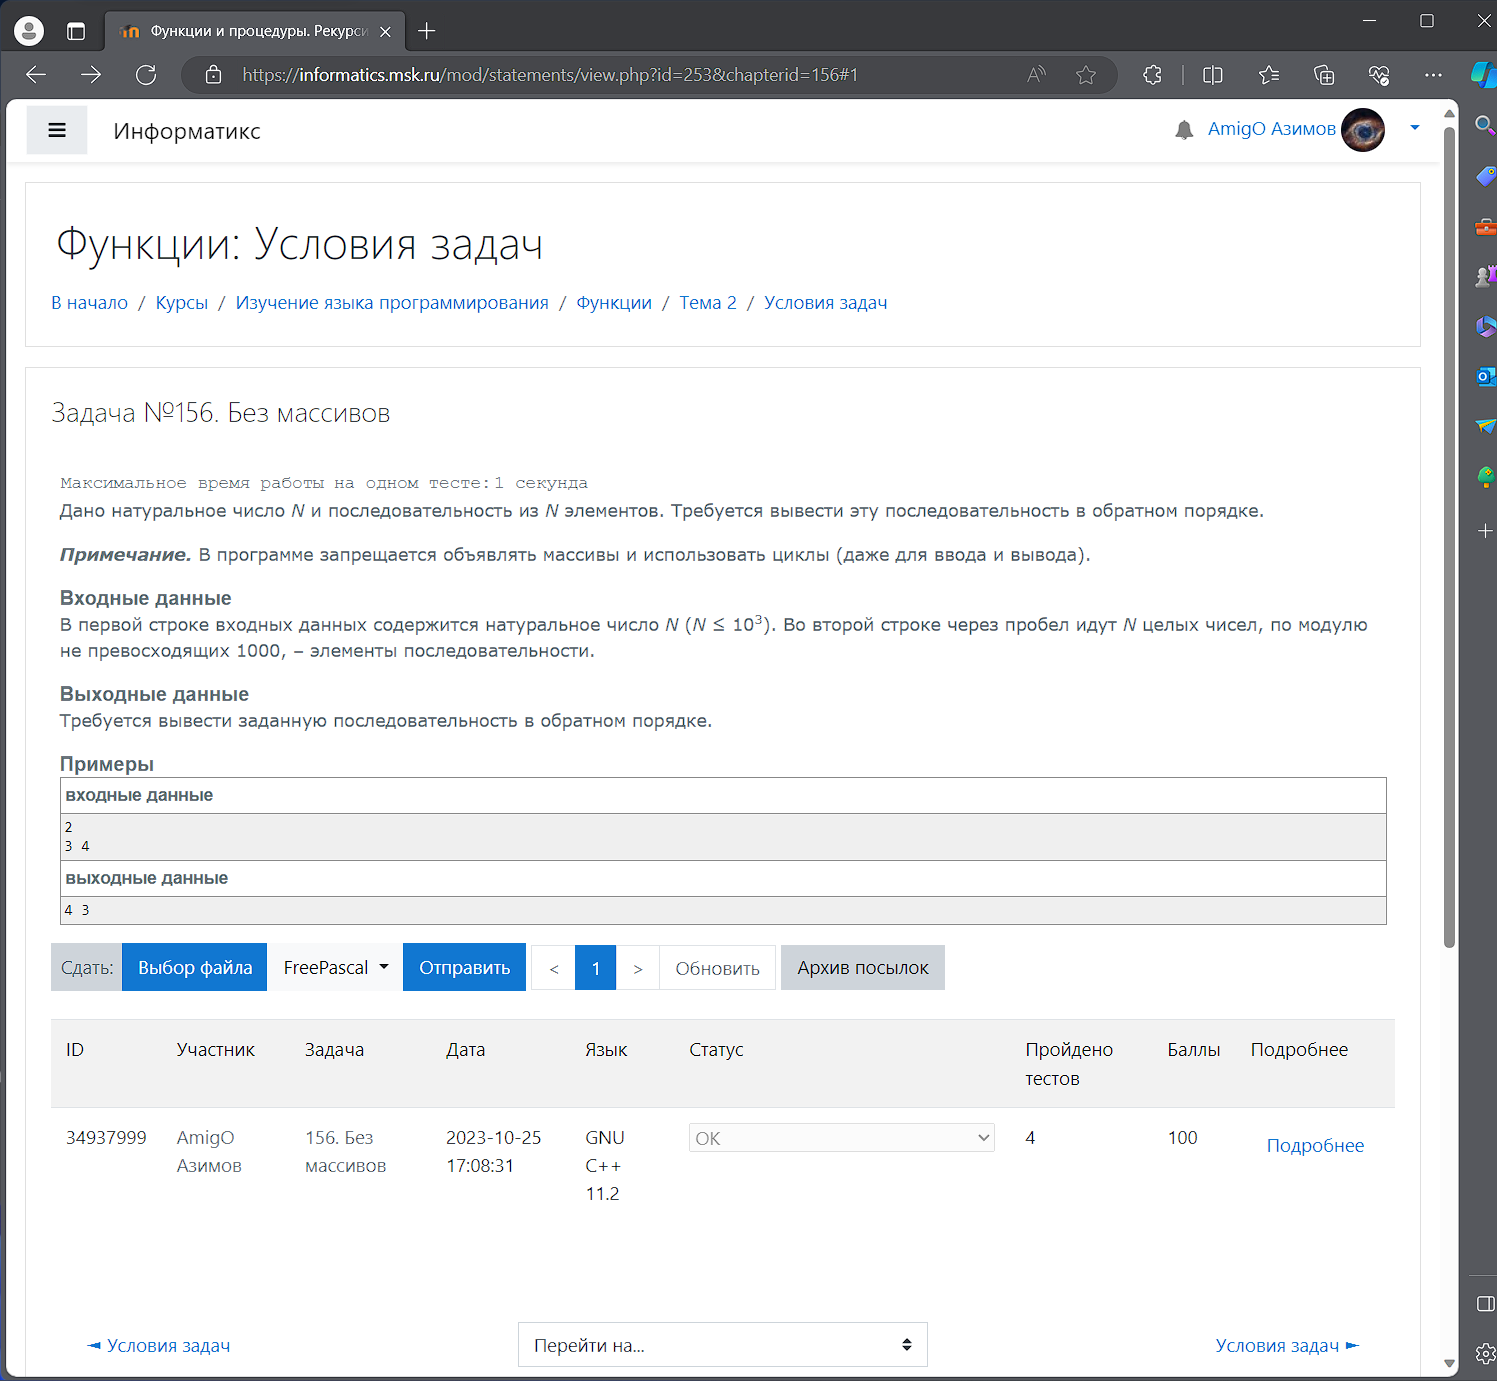 Функции и процедуры. Рекурси
https://informatics.msk.ru/mod/statements/view.php?id=253&chapterid=156#1
Информатикс
AmigO Азимов
Функции: Условия задач
В начало / Курсы / Изучение языка программирования / Функции / Тема 2 / Условия задач
Задача №156. Без массивов
Максимальное время работы на одном тесте: 1 секунда
Дано натуральное число N и последовательность из N элементов. Требуется вывести эту последовательность в обратном порядке.
Примечание. В программе запрещается объявлять массивы и использовать циклы (даже для ввода и вывода).
Входные данные
В первой строке входных данных содержится натуральное число N (N ≤ 10³). Во второй строке через пробел идут N целых чисел, по модулю
не превосходящих 1000, – элементы последовательности.
Выходные данные
Требуется вывести заданную последовательность в обратном порядке.
Примеры
входные данные
2
3 4
выходные данные
4 3
Сдать: Выбор файла FreePascal Отправить < 1 > Обновить Архив посылок
ID Участник Задача Дата Язык Статус Пройдено тестов Баллы Подробнее
34937999 AmigO Азимов 156. Без массивов 2023-10-25 17:08:31 GNU C++ 11.2 OK 4 100 Подробнее
◄ Условия задач Перейти на... Условия задач ►